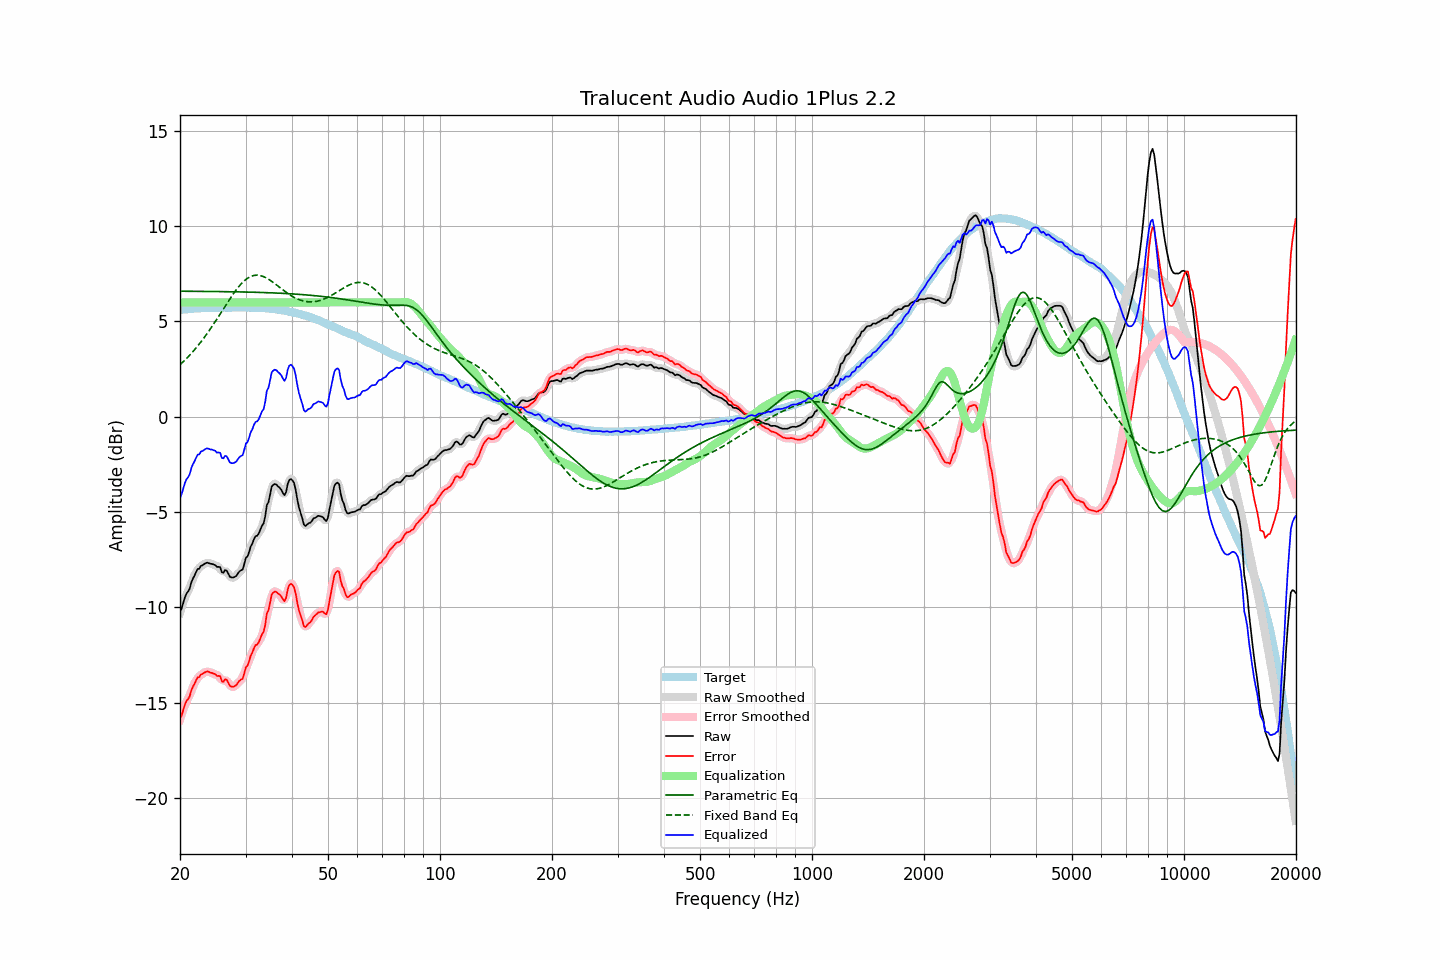 Tralucent Audio Audio 1Plus 2.2
15
10
5
0
−5
−10
−15
−20
Amplitude (dBr)
Target
Raw Smoothed
Error Smoothed
Raw
Error
Equalization
Parametric Eq
Fixed Band Eq
Equalized
20 50 100 200 500 1000 2000 5000 10000 20000
Frequency (Hz)